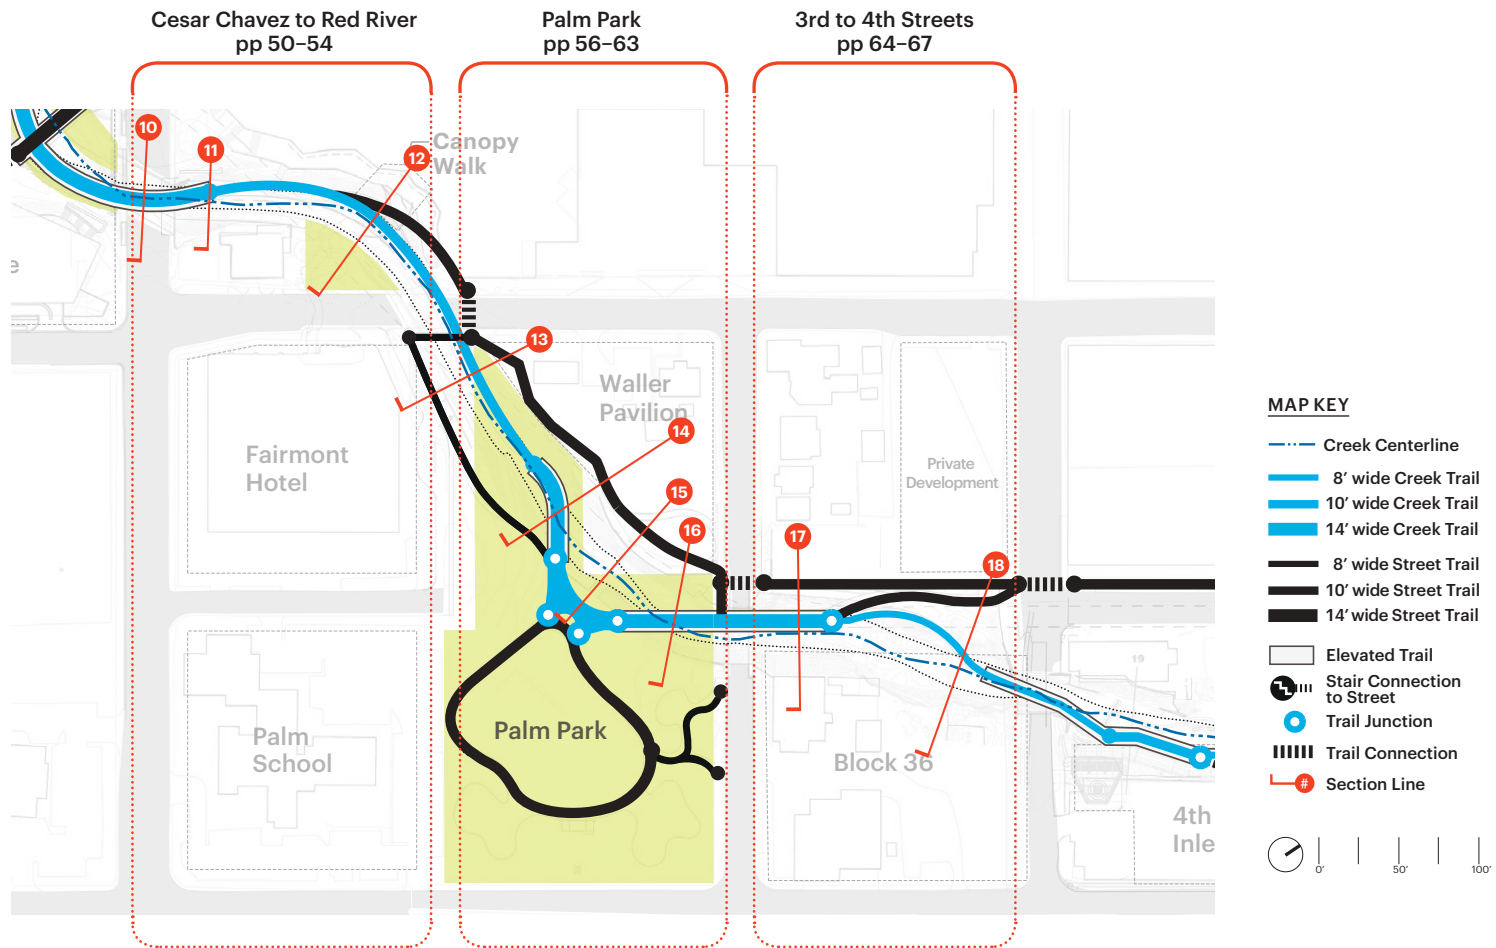 Cesar Chavez to Red River
pp 50–54
Palm Park
pp 56–63
3rd to 4th Streets
pp 64–67
10
11
12
Canopy
Walk
e
13
Waller
Pavilion
14
Fairmont
Hotel
Private
Development
15
16
17
18
19
Palm Park
Palm
School
Block 36
4th
Inle
MAP KEY
Creek Centerline
8’ wide Creek Trail
10’ wide Creek Trail
14’ wide Creek Trail
8’ wide Street Trail
10’ wide Street Trail
14’ wide Street Trail
Elevated Trail
Stair Connection
to Street
Trail Junction
Trail Connection
# Section Line
0’ 50’ 100’